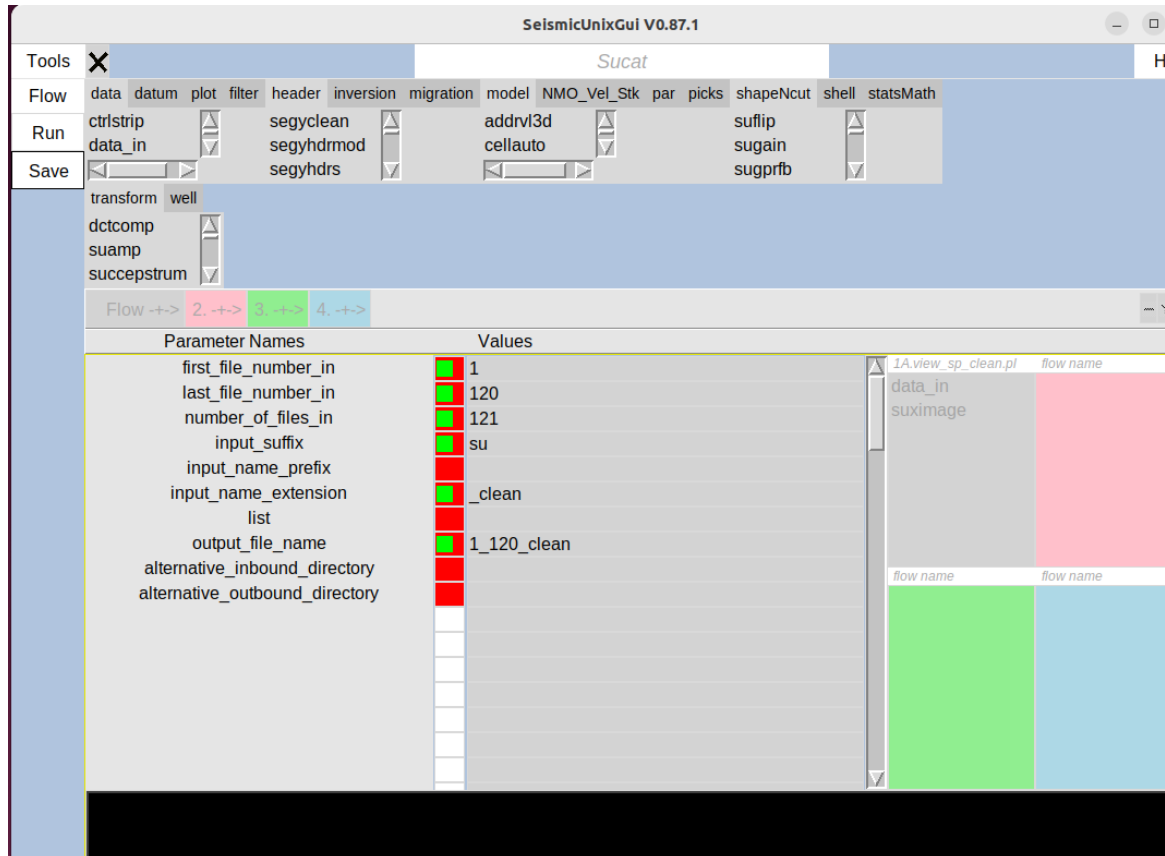 SeismicUnixGui V0.87.1
Tools Sucat H
Flow data datum plot filter header inversion migration model NMO_Vel_Stk par picks shapeNcut shell statsMath
Run ctrlstrip segyclean addrvl3d suflip
data_in segyhdrmod cellauto sugain
Save segyhdrs sugprfb
transform well
dctcomp
suamp
succepstrum
Flow -+-> 2. -+-> 3. -+-> 4. -+->
Parameter Names Values
first_file_number_in 1 1A.view_sp_clean.pl flow name
last_file_number_in 120 data_in
number_of_files_in 121 suximage
input_suffix su
input_name_prefix
input_name_extension _clean
list
output_file_name 1_120_clean
alternative_inbound_directory flow name flow name
alternative_outbound_directory